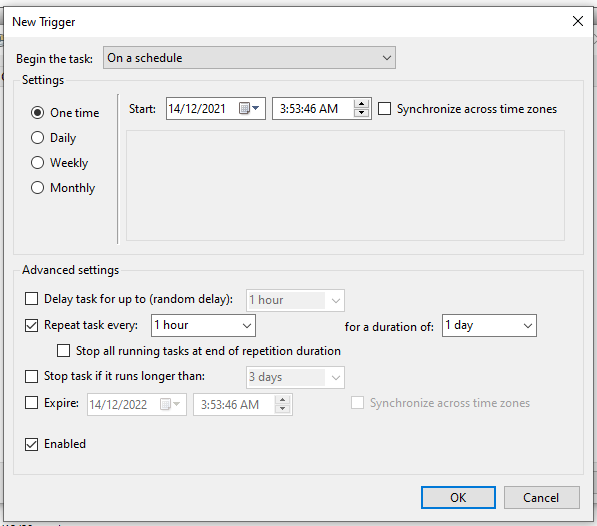 New Trigger
Begin the task: On a schedule
Settings
One time
Start: 14/12/2021 3:53:46 AM Synchronize across time zones
Daily
Weekly
Monthly
Advanced settings
Delay task for up to (random delay): 1 hour
Repeat task every: 1 hour for a duration of: 1 day
Stop all running tasks at end of repetition duration
Stop task if it runs longer than: 3 days
Expire: 14/12/2022 3:53:46 AM Synchronize across time zones
Enabled
OK Cancel